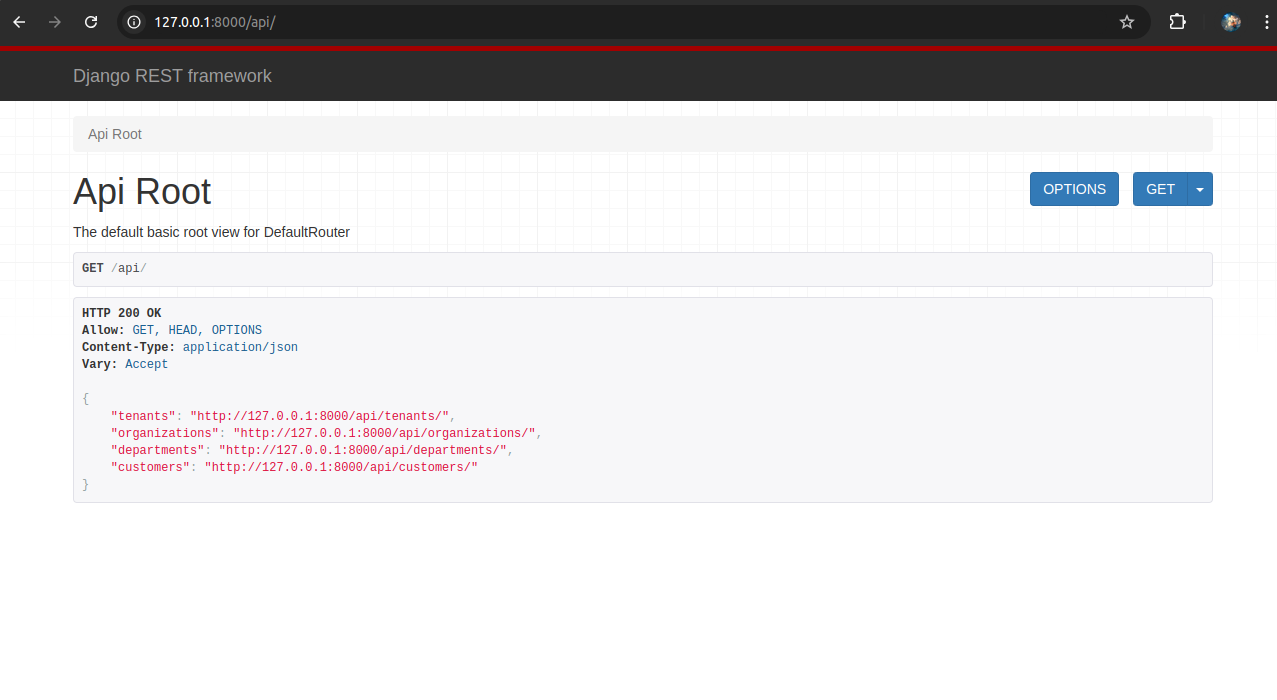 127.0.0.1:8000/api/
Django REST framework
Api Root
Api Root
OPTIONS
GET
The default basic root view for DefaultRouter
GET /api/
HTTP 200 OK
Allow: GET, HEAD, OPTIONS
Content-Type: application/json
Vary: Accept
{
    "tenants": "http://127.0.0.1:8000/api/tenants/",
    "organizations": "http://127.0.0.1:8000/api/organizations/",
    "departments": "http://127.0.0.1:8000/api/departments/",
    "customers": "http://127.0.0.1:8000/api/customers/"
}